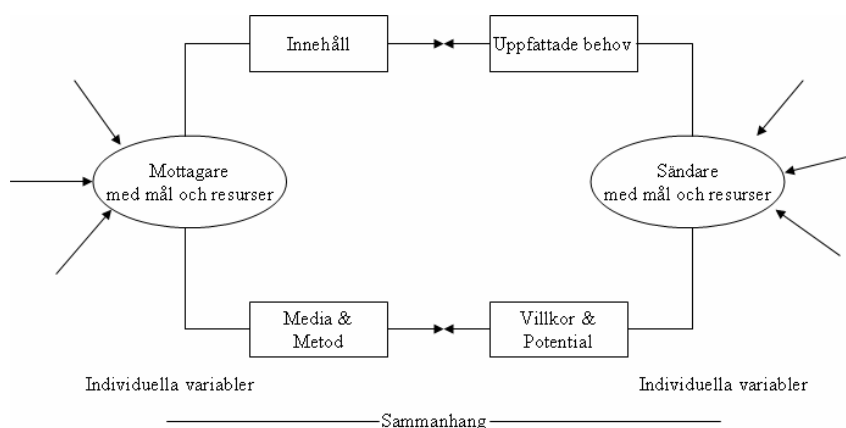 Innehåll
Uppfattade behov
Mottagare
med mål och resurser
Sändare
med mål och resurser
Media &
Metod
Villkor &
Potential
Individuella variabler
Individuella variabler
Sammanhang